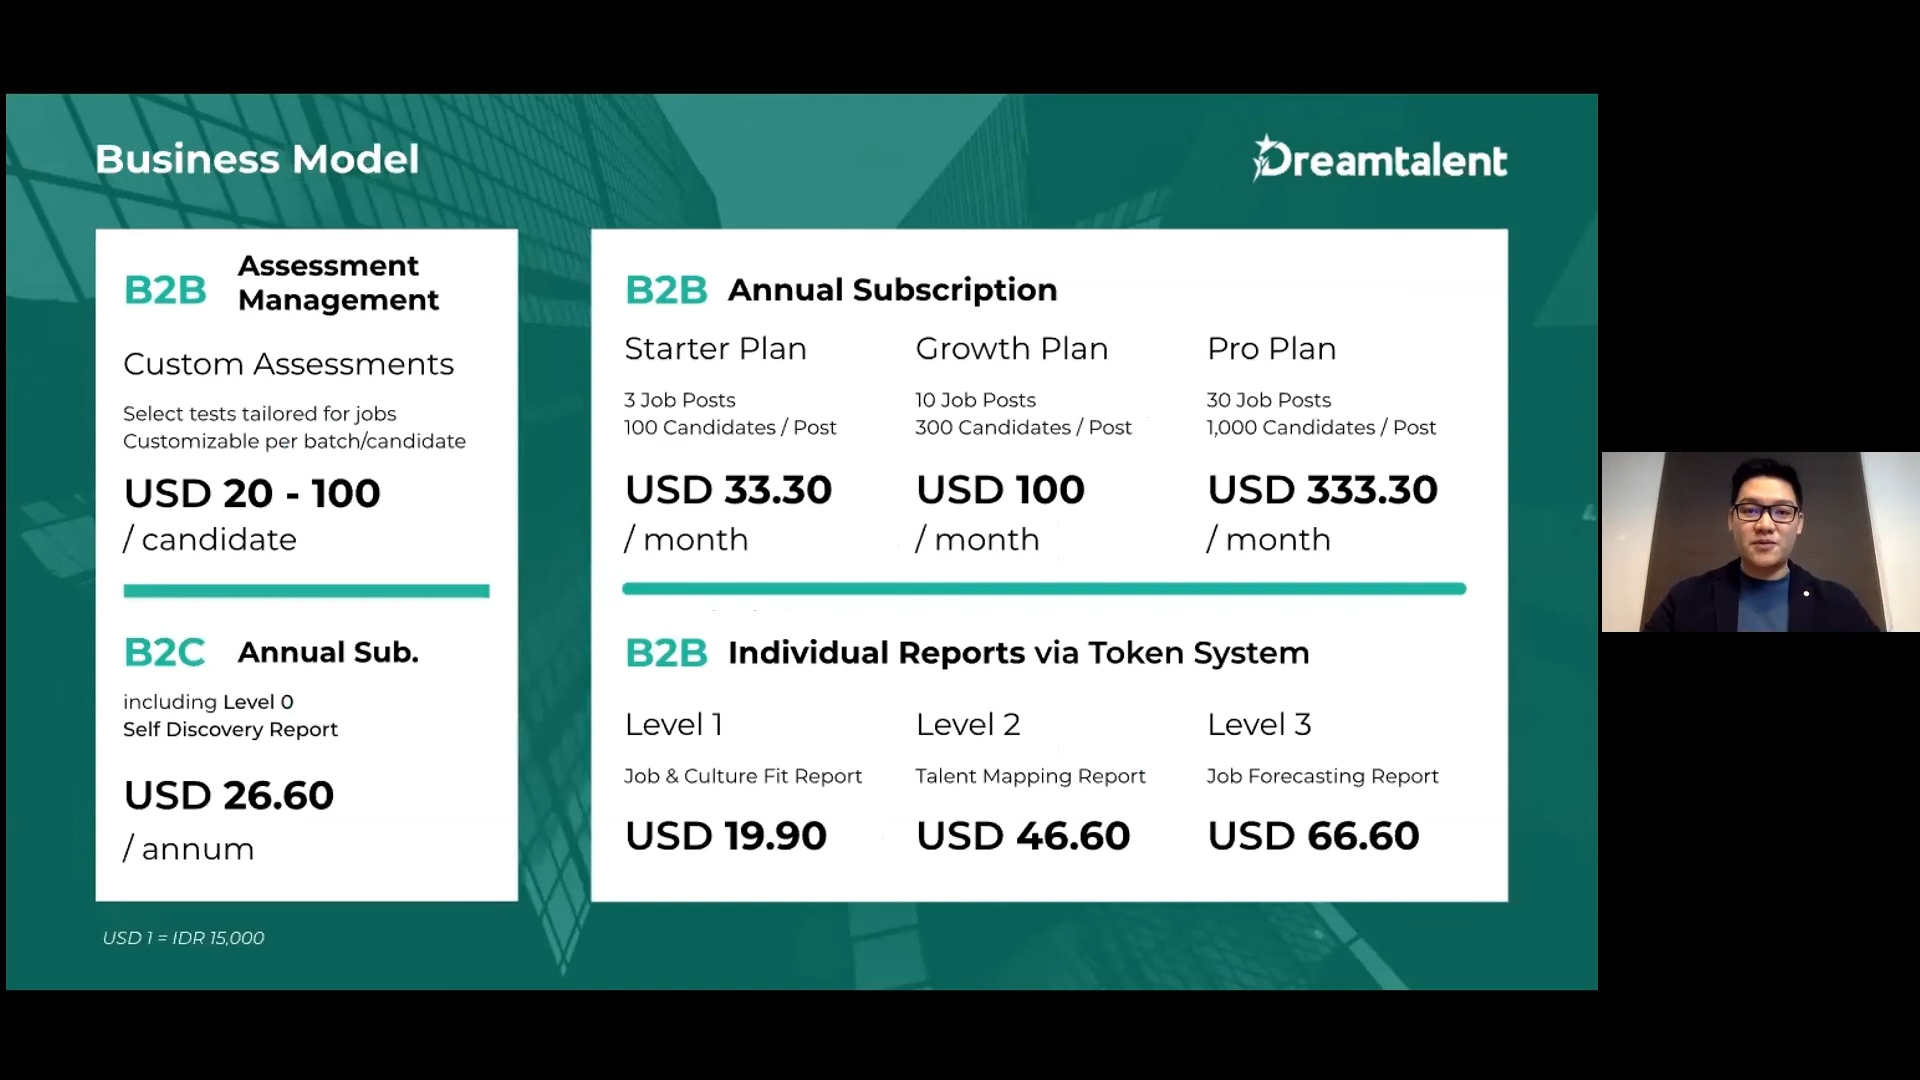 Business Model
Dreamtalent
B2B Assessment
Management
Custom Assessments
Select tests tailored for jobs
Customizable per batch/candidate
USD 20 - 100
/ candidate
B2C Annual Sub.
including Level 0
Self Discovery Report
USD 26.60
/ annum
B2B Annual Subscription
Starter Plan
3 Job Posts
100 Candidates / Post
USD 33.30
/ month
Growth Plan
10 Job Posts
300 Candidates / Post
USD 100
/ month
Pro Plan
30 Job Posts
1,000 Candidates / Post
USD 333.30
/ month
B2B Individual Reports via Token System
Level 1
Job & Culture Fit Report
USD 19.90
Level 2
Talent Mapping Report
USD 46.60
Level 3
Job Forecasting Report
USD 66.60
USD 1 = IDR 15,000